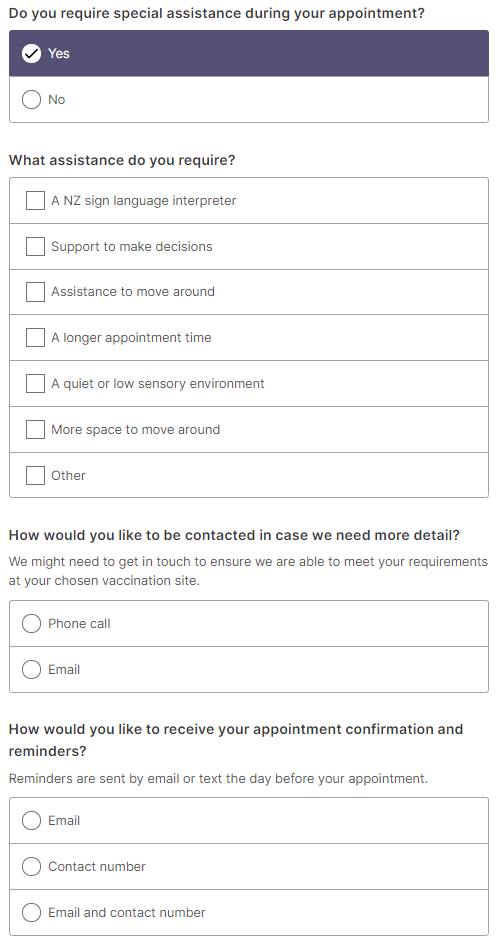 Do you require special assistance during your appointment?
Yes
No
What assistance do you require?
A NZ sign language interpreter
Support to make decisions
Assistance to move around
A longer appointment time
A quiet or low sensory environment
More space to move around
Other
How would you like to be contacted in case we need more detail?
We might need to get in touch to ensure we are able to meet your requirements
at your chosen vaccination site.
Phone call
Email
How would you like to receive your appointment confirmation and
reminders?
Reminders are sent by email or text the day before your appointment.
Email
Contact number
Email and contact number